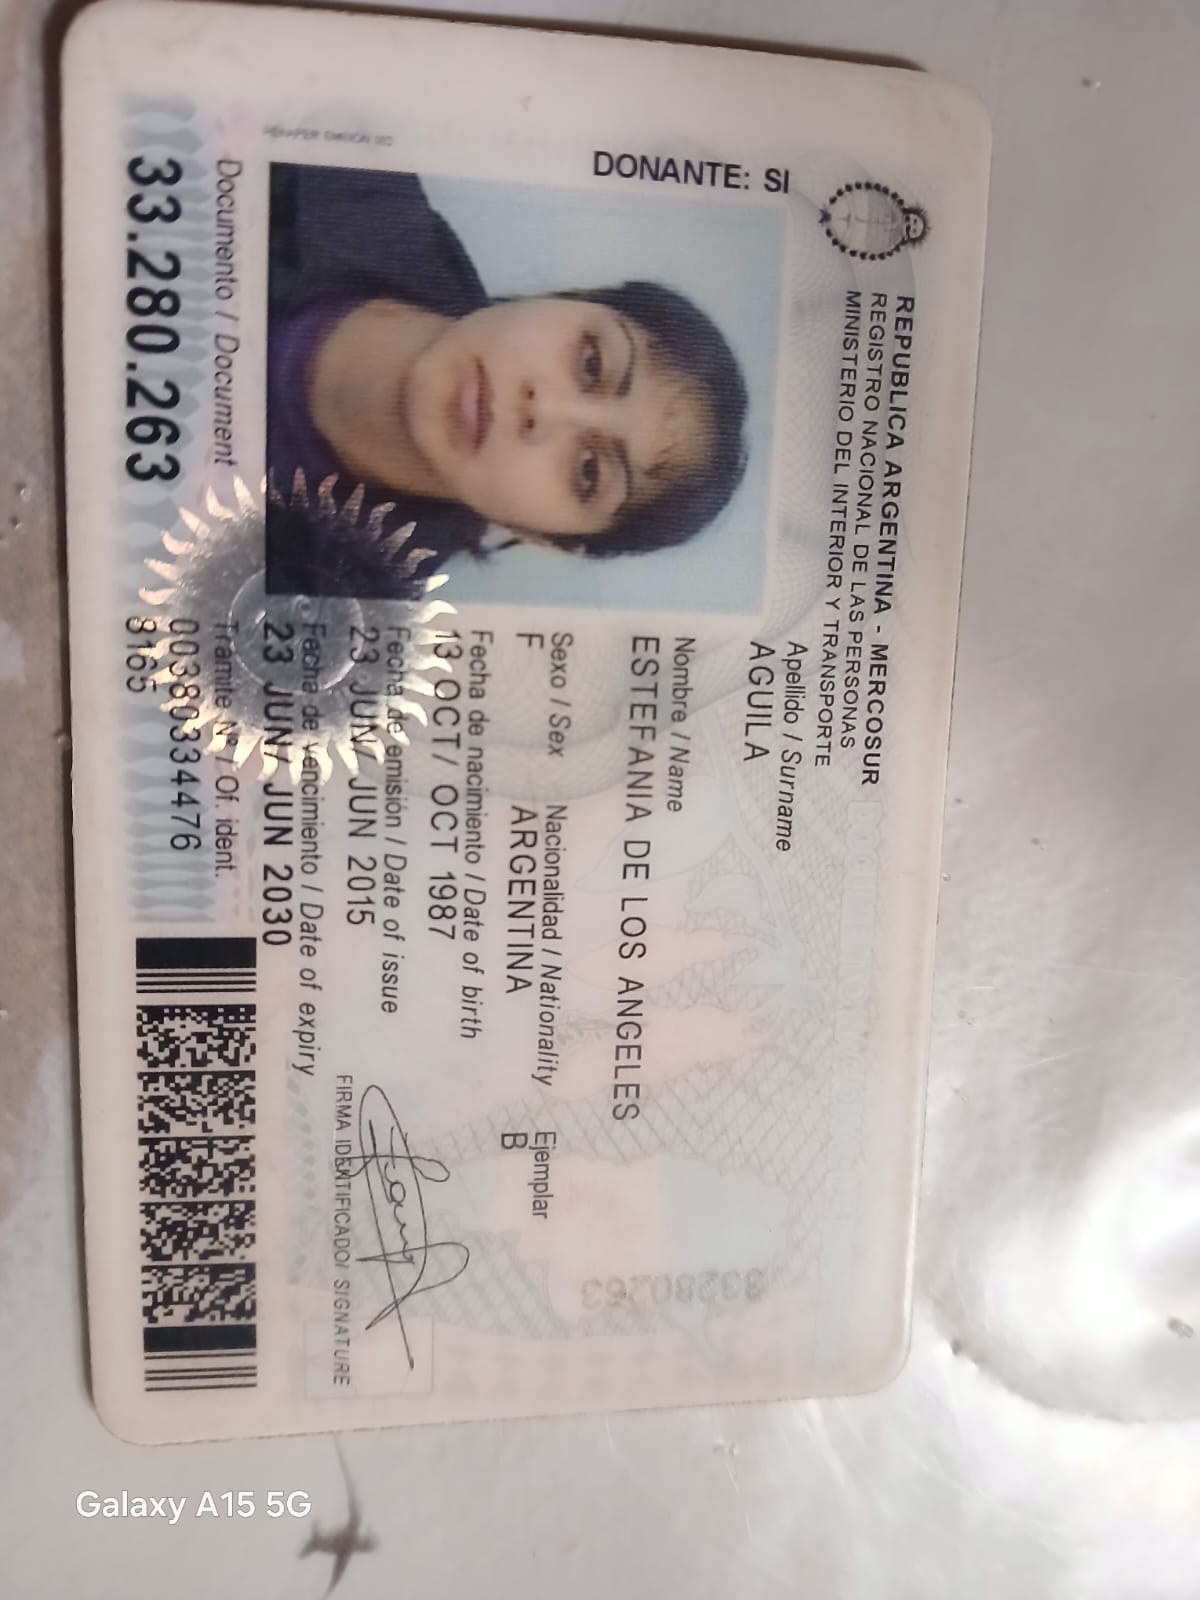 REPUBLICA ARGENTINA - MERCOSUR
REGISTRO NACIONAL DE LAS PERSONAS
MINISTERIO DEL INTERIOR Y TRANSPORTE
DONANTE: SI
Apellido / Surname
AGUILA
Nombre / Name
ESTEFANIA DE LOS ANGELES
Sexo / Sex Nacionalidad / Nationality Ejemplar
F ARGENTINA B
Fecha de nacimiento / Date of birth
13 OCT/ OCT 1987
Fecha de emisión / Date of issue
23 JUN/ JUN 2015
Fecha de vencimiento / Date of expiry
23 JUN/ JUN 2030
FIRMA IDENTIFICADO/ SIGNATURE
Documento / Document
33.280.263
Tramite Nº / Of. ident.
00380334476
8165
33280263
Galaxy A15 5G